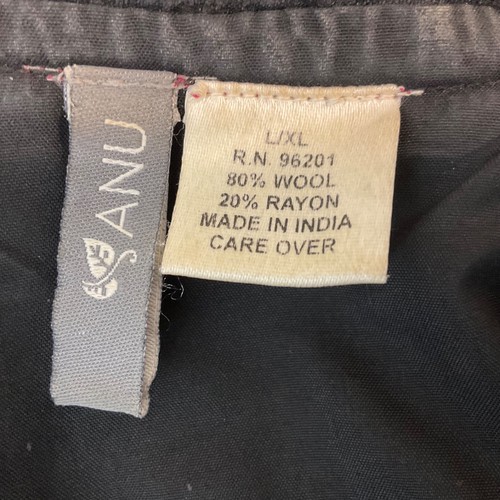 ANU
L/XL
R.N. 96201
80% WOOL
20% RAYON
MADE IN INDIA
CARE OVER